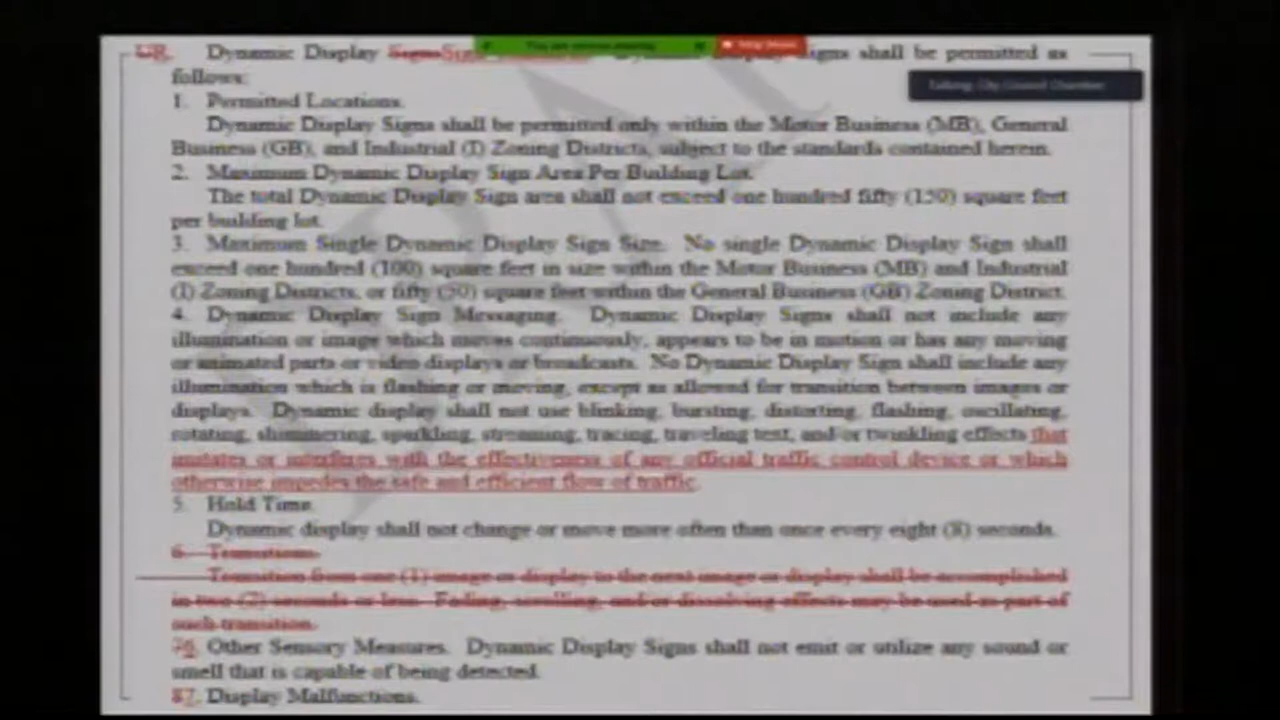 Dynamic Display Signs shall be permitted as
follows:
1. Permitted Locations.
Dynamic Display Signs shall be permitted only within the Motor Business (MB), General
Business (GB), and Industrial (I) Zoning Districts, subject to the standards contained herein.
2. Maximum Dynamic Display Sign Area Per Building Lot.
The total Dynamic Display Sign area shall not exceed one hundred fifty (150) square feet
per building lot.
3. Maximum Single Dynamic Display Sign Size. No single Dynamic Display Sign shall
exceed one hundred (100) square feet in size within the Motor Business (MB) and Industrial
(I) Zoning Districts, or fifty (50) square feet within the General Business (GB) Zoning District.
4. Dynamic Display Sign Messaging. Dynamic Display Signs shall not include any
illumination or image which moves continuously, appears to be in motion or has any moving
or animated parts or video displays or broadcasts. No Dynamic Display Sign shall include any
illumination which is flashing or moving, except as allowed for transition between images or
displays. Dynamic display shall not use blinking, bursting, distorting, flashing, oscillating,
rotating, shimmering, sparkling, streaming, tracing, traveling text, and/or twinkling effects that
imitates or interferes with the effectiveness of any official traffic control device or which
otherwise impedes the safe and efficient flow of traffic.
5. Hold Time.
Dynamic display shall not change or move more often than once every eight (8) seconds.
6. Transitions.
Transition from one (1) image or display to the next image or display shall be accomplished
in two (2) seconds or less. Fading, scrolling, and/or dissolving effects may be used as part of
such transition.
76. Other Sensory Measures. Dynamic Display Signs shall not emit or utilize any sound or
smell that is capable of being detected.
87. Display Malfunctions.
Talking: City Council Chamber